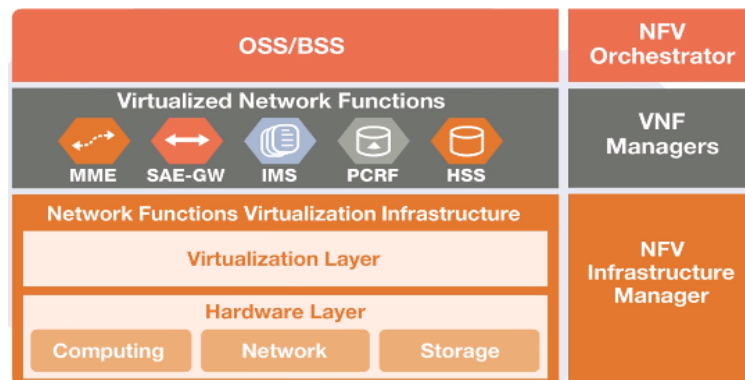 OSS/BSS
NFV
Orchestrator
Virtualized Network Functions
MME
SAE-GW
IMS
PCRF
HSS
VNF
Managers
Network Functions Virtualization Infrastructure
Virtualization Layer
Hardware Layer
Computing
Network
Storage
NFV
Infrastructure
Manager